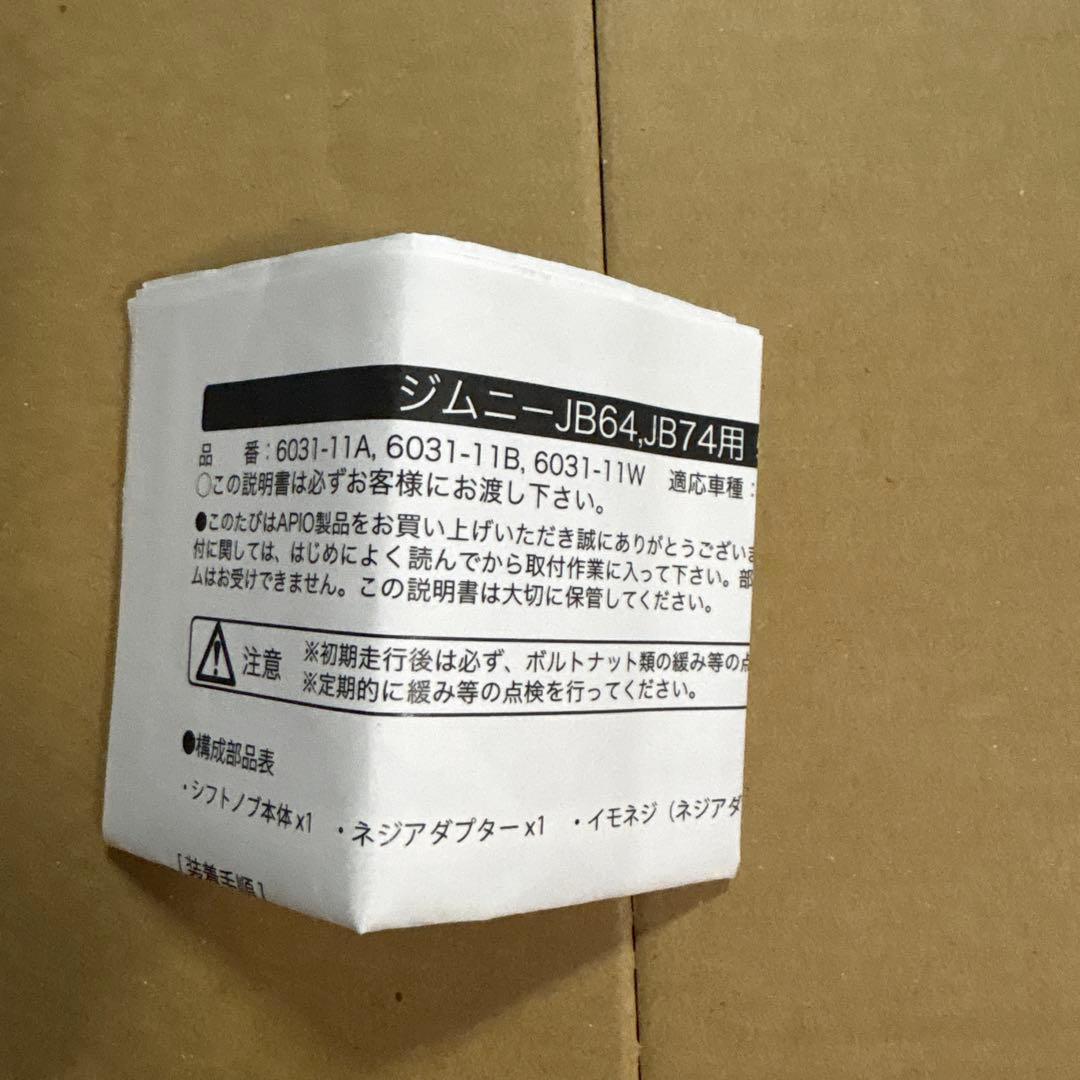 ジムニーJB64,JB74用
品 番：6031-11A, 6031-11B, 6031-11W 適応車種：
○この説明書は必ずお客様にお渡し下さい。
●このたびはAPIO製品をお買い上げいただき誠にありがとうございま
付に関しては、はじめによく読んでから取付作業に入って下さい。部
ムはお受けできません。この説明書は大切に保管してください。
注意 ※初期走行後は必ず、ボルトナット類の緩み等の点
※定期的に緩み等の点検を行ってください。
●構成部品表
・シフトノブ本体x1 ・ネジアダプターx1 ・イモネジ（ネジアダ
[装着手順]